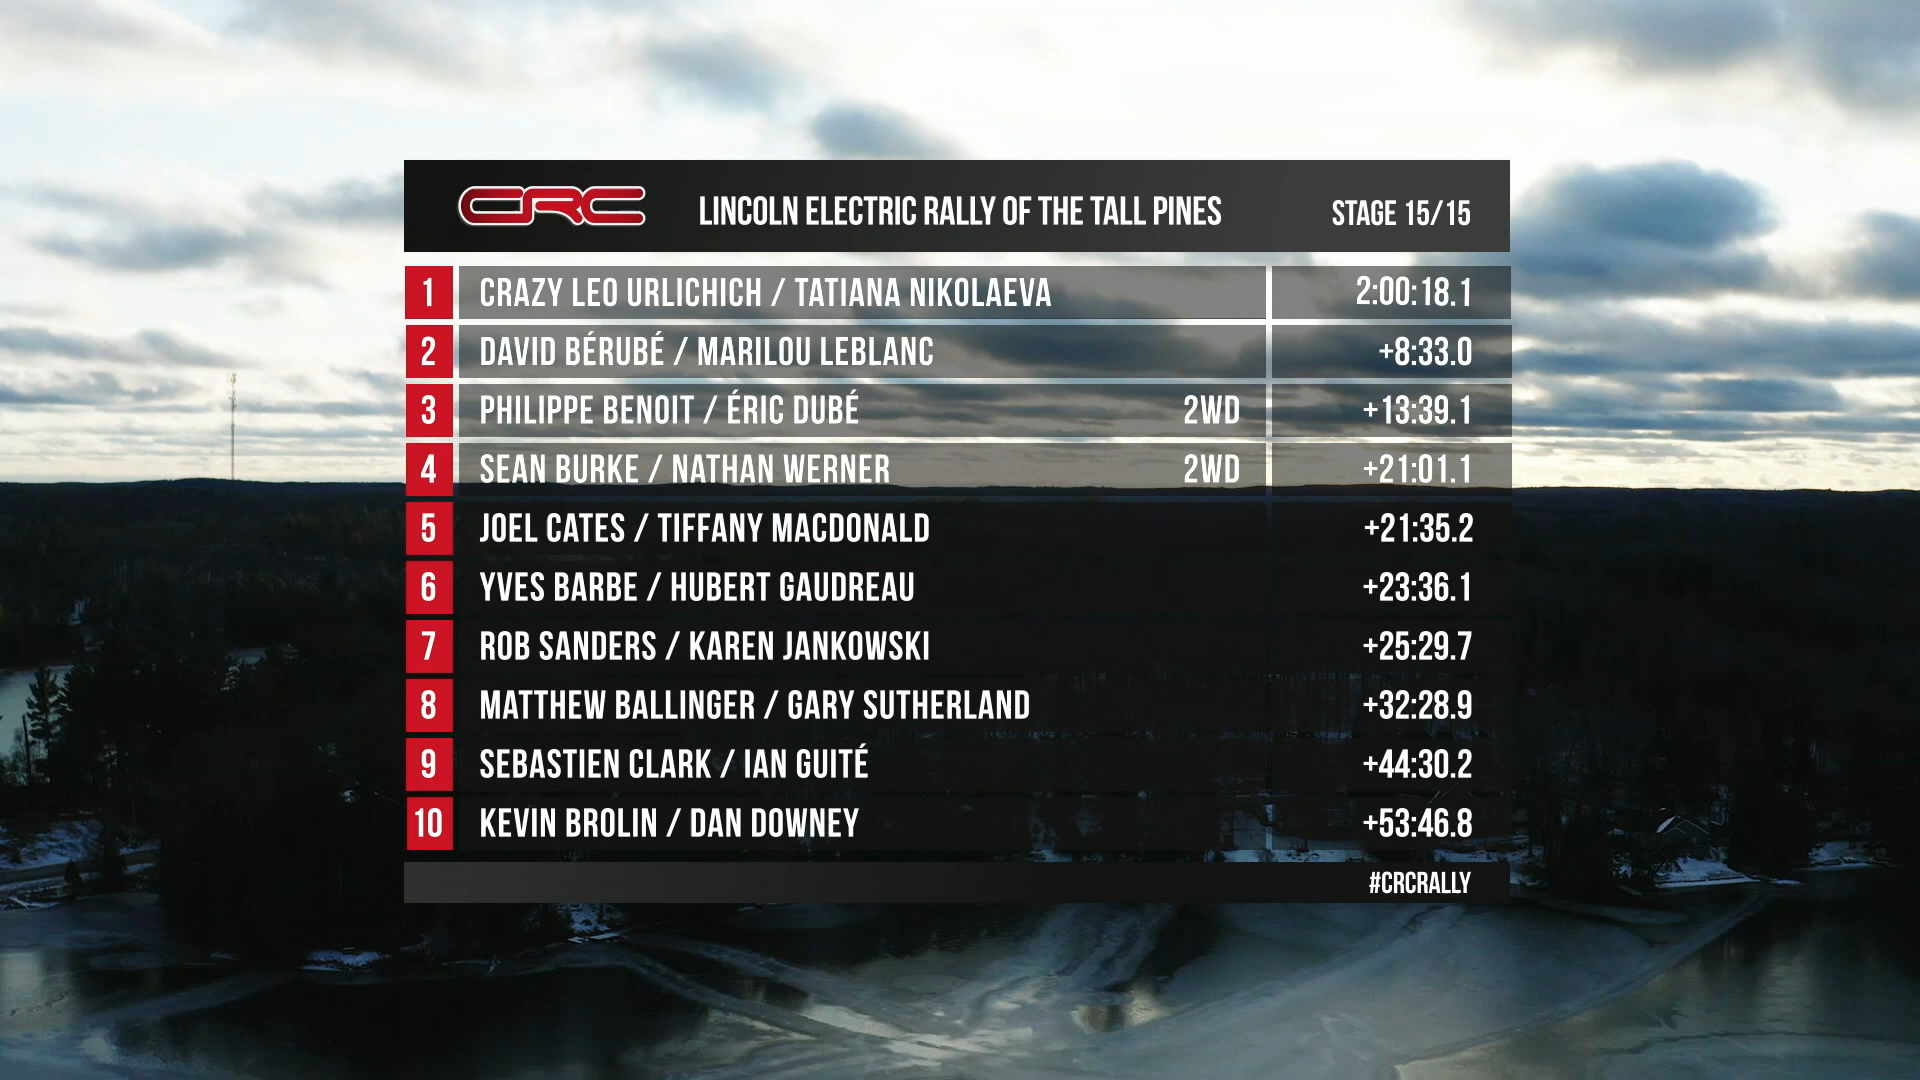 CRC LINCOLN ELECTRIC RALLY OF THE TALL PINES STAGE 15/15
1 CRAZY LEO URLICHICH / TATIANA NIKOLAEVA 2:00:18.1
2 DAVID BÉRUBÉ / MARILOU LEBLANC +8:33.0
3 PHILIPPE BENOIT / ÉRIC DUBÉ 2WD +13:39.1
4 SEAN BURKE / NATHAN WERNER 2WD +21:01.1
5 JOEL CATES / TIFFANY MACDONALD +21:35.2
6 YVES BARBE / HUBERT GAUDREAU +23:36.1
7 ROB SANDERS / KAREN JANKOWSKI +25:29.7
8 MATTHEW BALLINGER / GARY SUTHERLAND +32:28.9
9 SEBASTIEN CLARK / IAN GUITÉ +44:30.2
10 KEVIN BROLIN / DAN DOWNEY +53:46.8
#CRCRALLY